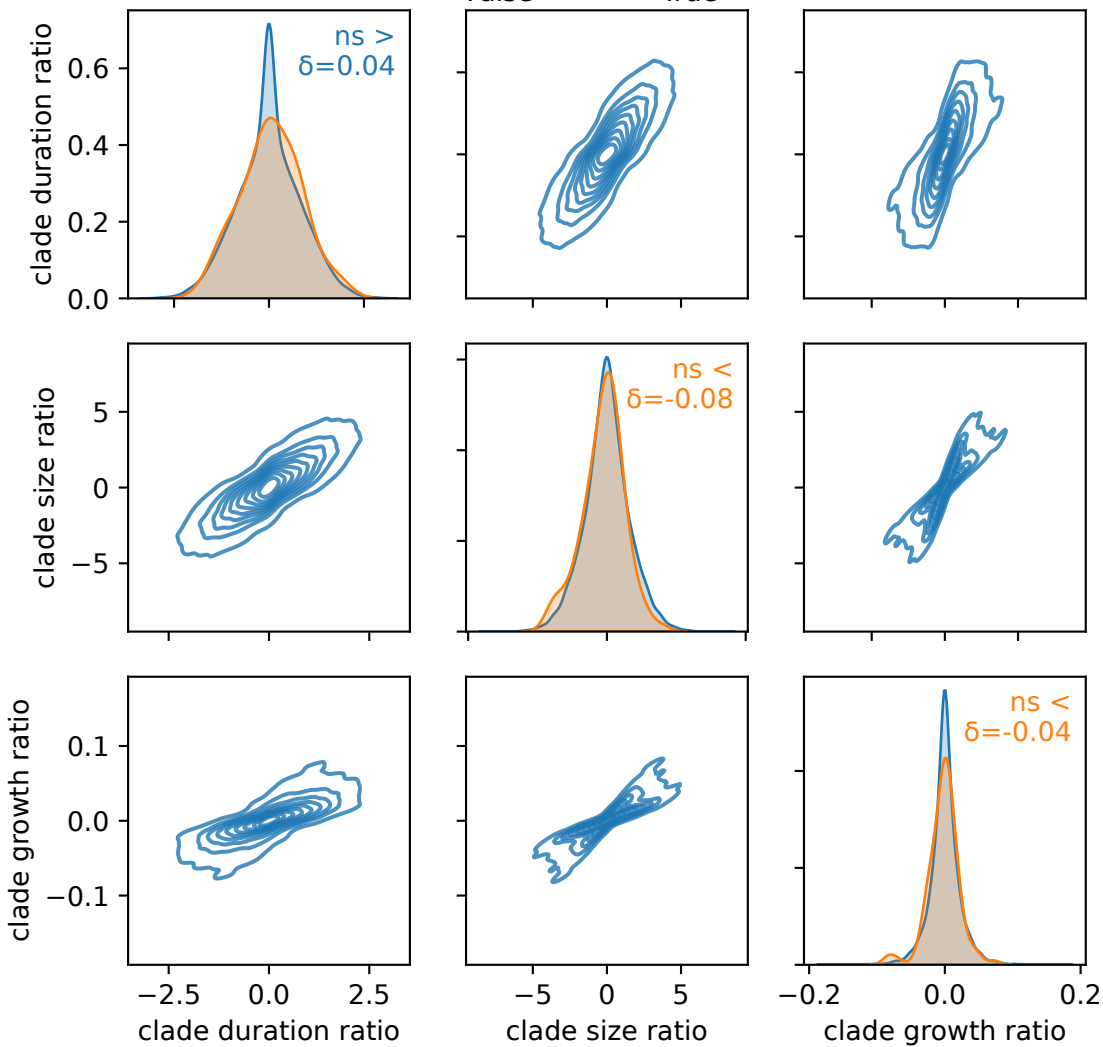 clade duration ratio
0.6
0.4
0.2
0.0
ns >
δ=0.04
clade size ratio
5
0
−5
ns <
δ=-0.08
clade growth ratio
0.1
0.0
−0.1
ns <
δ=-0.04
−2.5 0.0 2.5
clade duration ratio
−5 0 5
clade size ratio
−0.2 0.0 0.2
clade growth ratio